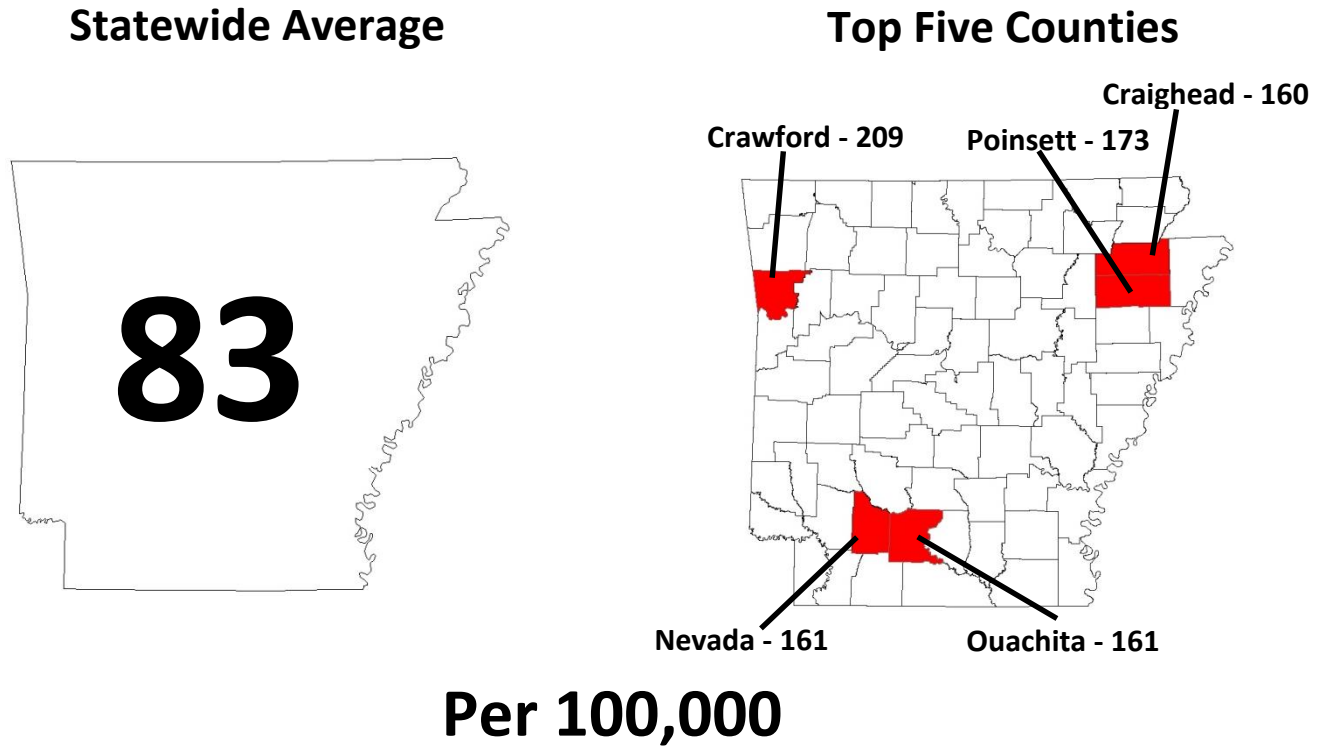 Statewide Average
83
Top Five Counties
Craighead - 160
Crawford - 209
Poinsett - 173
Nevada - 161
Ouachita - 161
Per 100,000